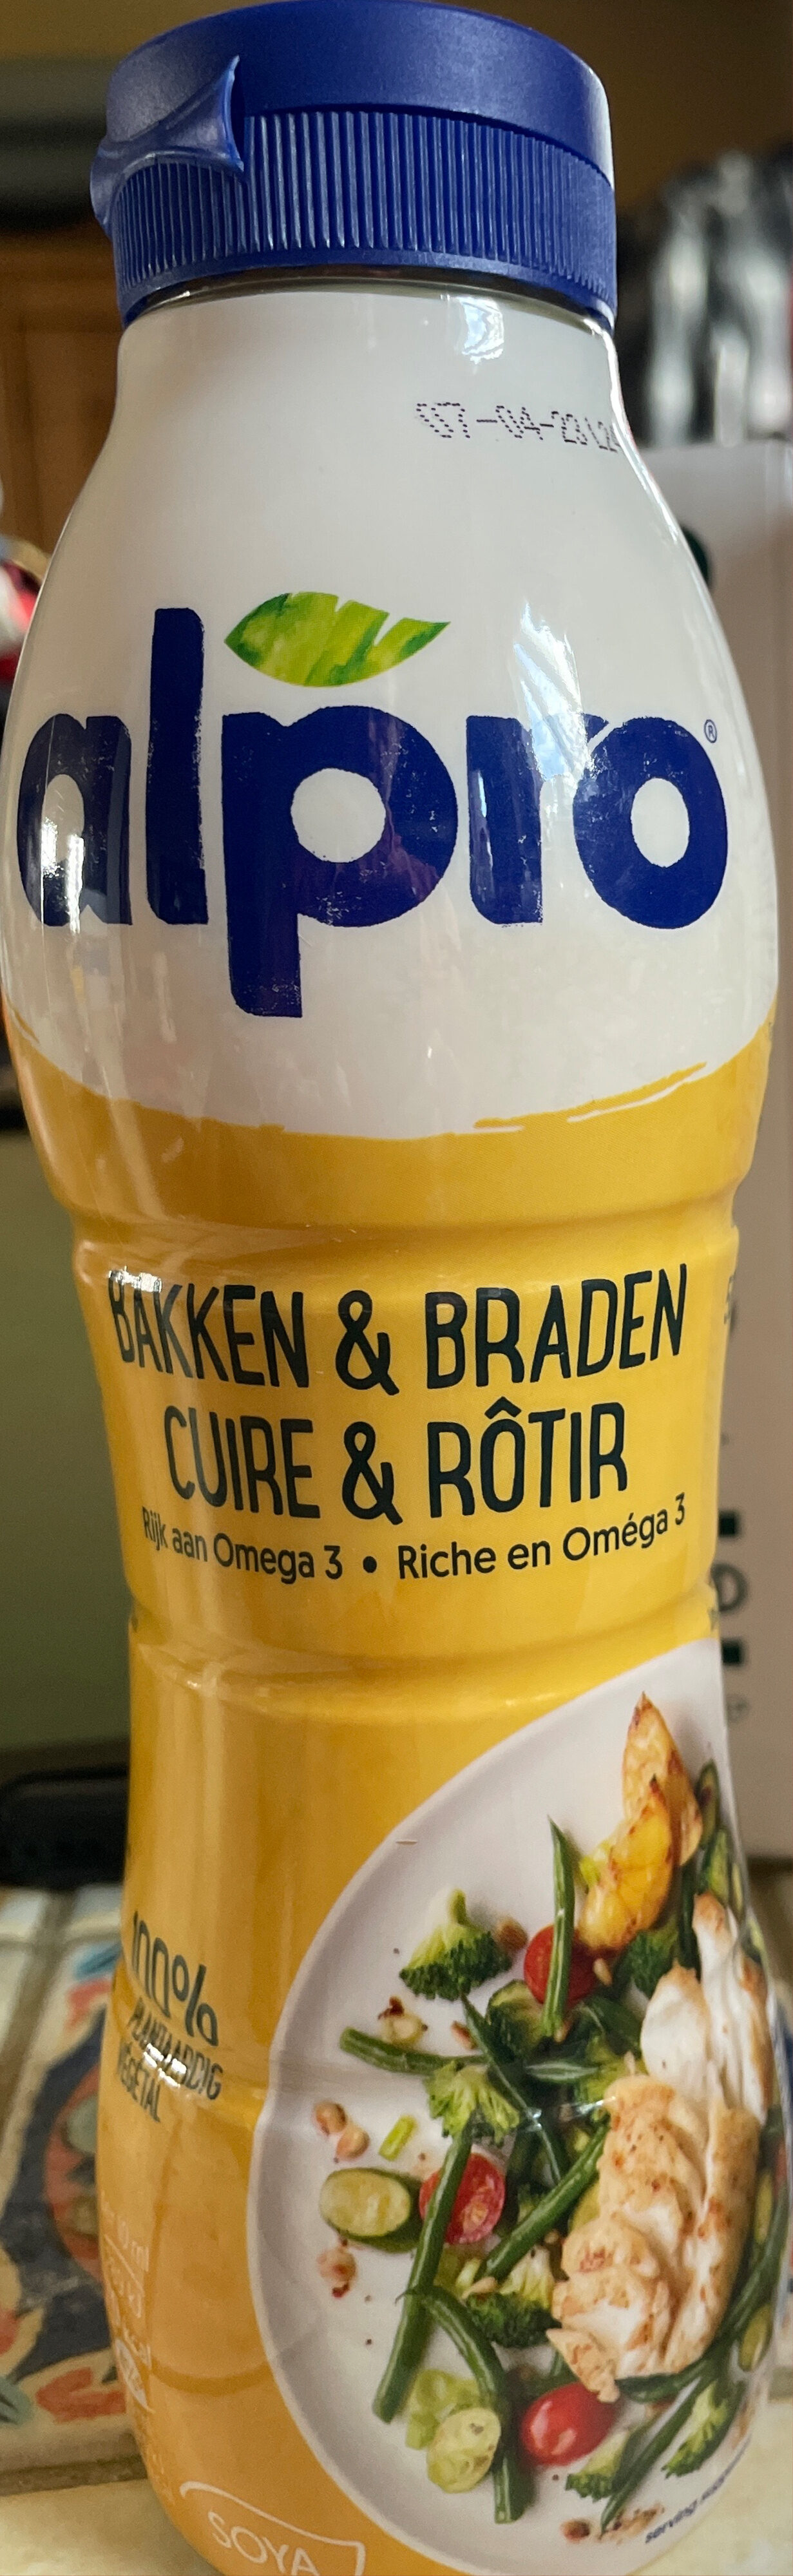 07-04-23
alpro®
BAKKEN & BRADEN
CUIRE & RÔTIR
Rijk aan Omega 3 • Riche en Oméga 3
100%
PLANTAARDIG
VÉGÉTAL
SOYA
serving